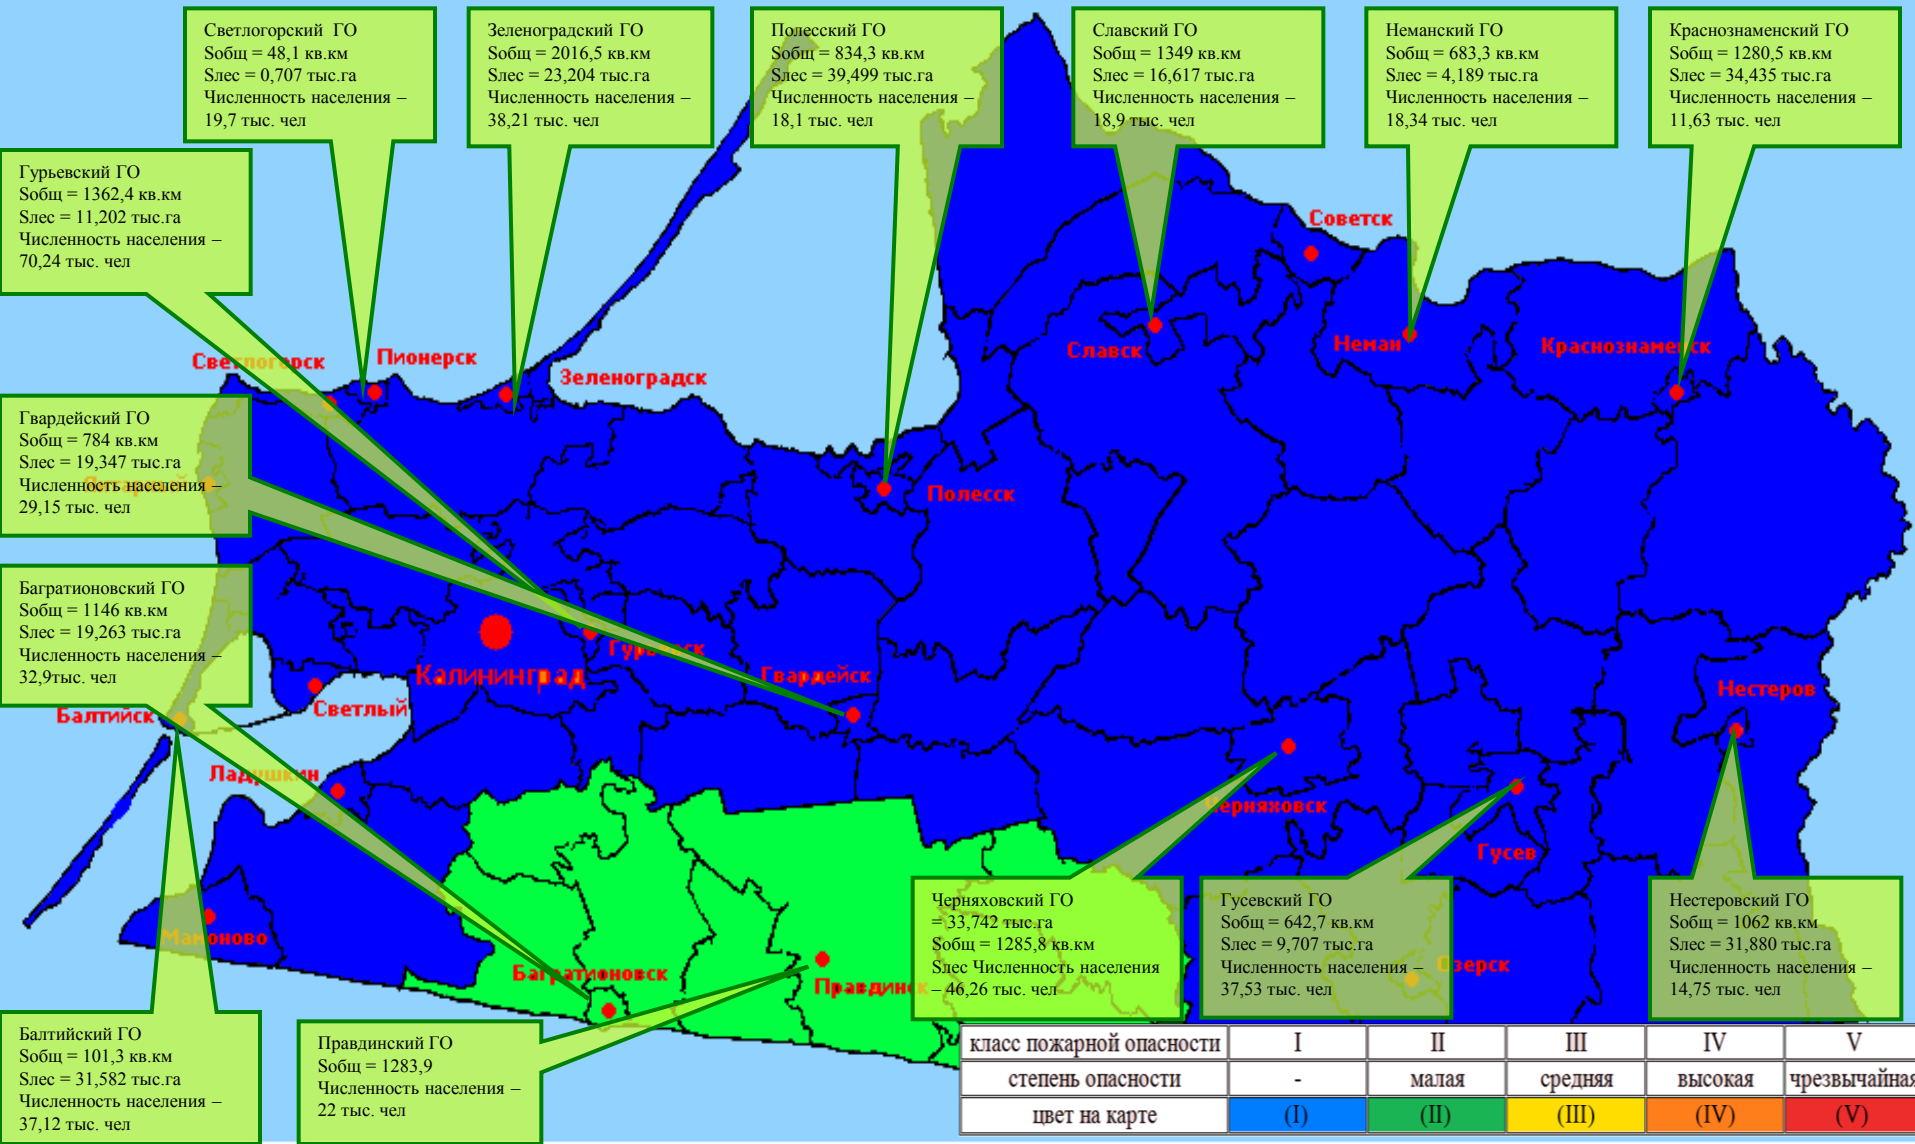 Светлогорский ГО
Sобщ = 48,1 кв.км
Sлес = 0,707 тыс.га
Численность населения –
19,7 тыс. чел
Зеленоградский ГО
Sобщ = 2016,5 кв.км
Sлес = 23,204 тыс.га
Численность населения –
38,21 тыс. чел
Полесский ГО
Sобщ = 834,3 кв.км
Sлес = 39,499 тыс.га
Численность населения –
18,1 тыс. чел
Славский ГО
Sобщ = 1349 кв.км
Sлес = 16,617 тыс.га
Численность населения –
18,9 тыс. чел
Неманский ГО
Sобщ = 683,3 кв.км
Sлес = 4,189 тыс.га
Численность населения –
18,34 тыс. чел
Краснознаменский ГО
Sобщ = 1280,5 кв.км
Sлес = 34,435 тыс.га
Численность населения –
11,63 тыс. чел
Гурьевский ГО
Sобщ = 1362,4 кв.км
Sлес = 11,202 тыс.га
Численность населения –
70,24 тыс. чел
Советск
Светлогорск
Пионерск
Зеленоградск
Славск
Неман
Краснознаменск
Гвардейский ГО
Sобщ = 784 кв.км
Sлес = 19,347 тыс.га
Численность населения –
29,15 тыс. чел
Полесск
Багратионовский ГО
Sобщ = 1146 кв.км
Sлес = 19,263 тыс.га
Численность населения –
32,9тыс. чел
Гурьевск
Калининград
Гвардейск
Нестеров
Балтийск
Светлый
Ладушкин
Черняховск
Гусев
Мамоново
Багратионовск
Правдинск
Озерск
Черняховский ГО
= 33,742 тыс.га
Sобщ = 1285,8 кв.км
Sлес Численность населения
– 46,26 тыс. чел
Гусевский ГО
Sобщ = 642,7 кв.км
Sлес = 9,707 тыс.га
Численность населения –
37,53 тыс. чел
Нестеровский ГО
Sобщ = 1062 кв.км
Sлес = 31,880 тыс.га
Численность населения –
14,75 тыс. чел
Балтийский ГО
Sобщ = 101,3 кв.км
Sлес = 31,582 тыс.га
Численность населения –
37,12 тыс. чел
Правдинский ГО
Sобщ = 1283,9
Численность населения –
22 тыс. чел
класс пожарной опасности I II III IV V
степень опасности - малая средняя высокая чрезвычайная
цвет на карте (I) (II) (III) (IV) (V)